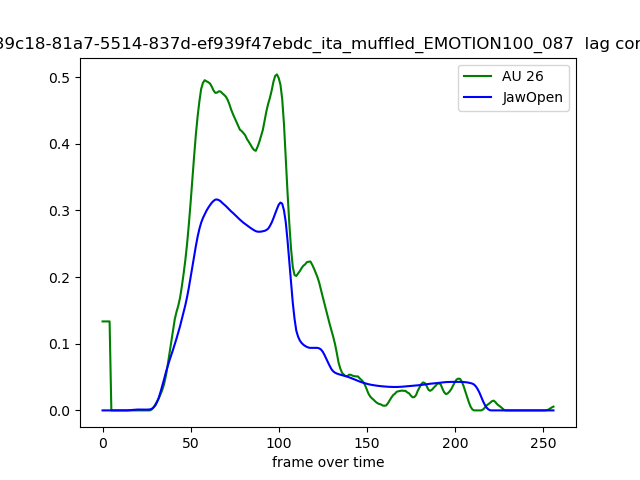 39c18-81a7-5514-837d-ef939f47ebdc_ita_muffled_EMOTION100_087 lag cor
AU 26
JawOpen
0.5
0.4
0.3
0.2
0.1
0.0
0 50 100 150 200 250
frame over time